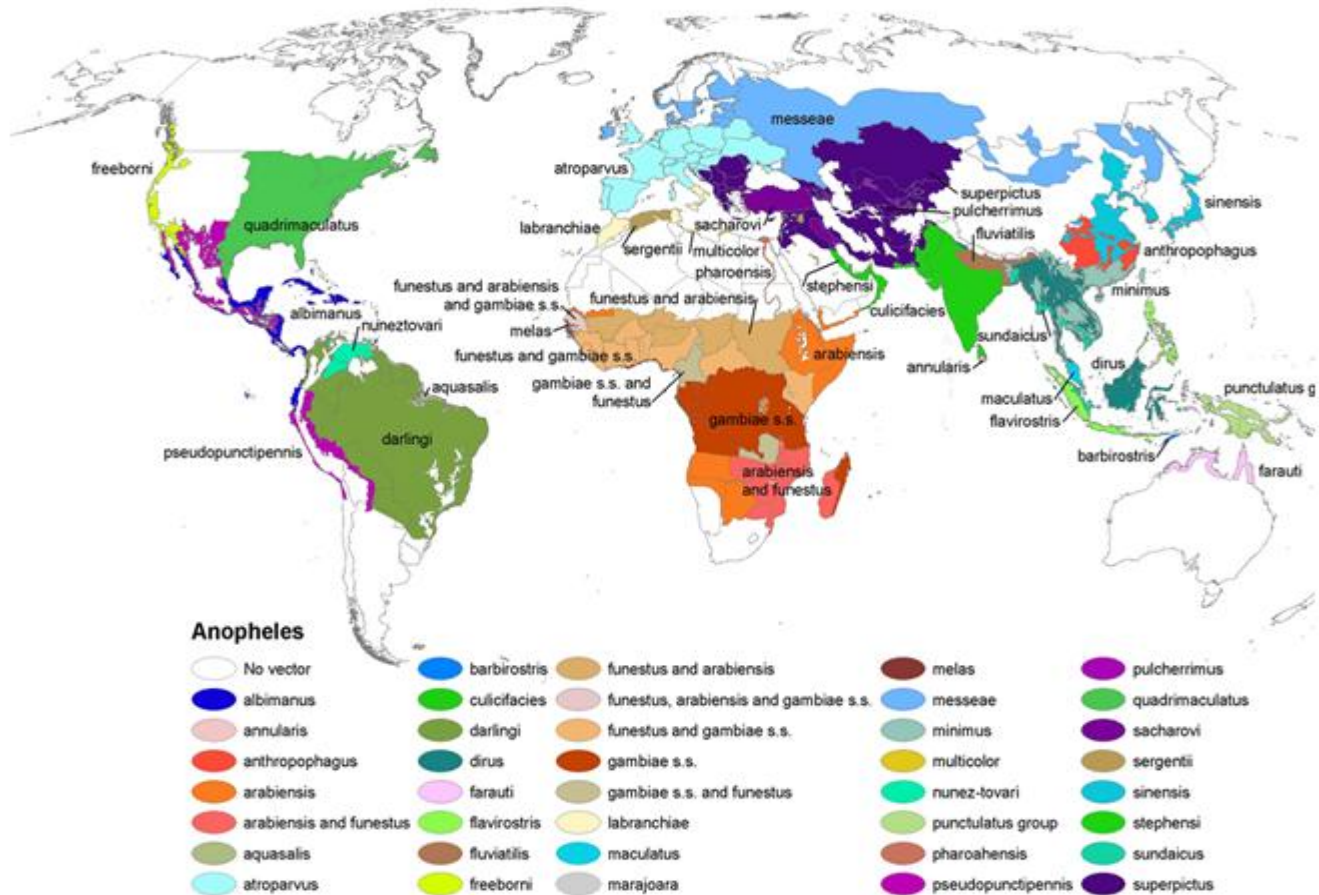 messeae
freeborni
atroparvus
superpictus
sinensis
pulcherrimus
quadrimaculatus
labranchiae
sacharovi
fluviatilis
anthropophagus
sergentii
multicolor
pharoensis
stephensi
minimus
funestus and arabiensis
and gambiae s.s.
funestus and arabiensis
albimanus
nuneztovari
culicifacies
sundaicus
melas
funestus and gambiae s.s.
arabiensis
annularis
dirus
aquasalis
gambiae s.s. and
funestus
maculatus
punctulatus g
flavirostris
gambiae s.s.
darlingi
pseudopunctipennis
barbirostris
arabiensis
and funestus
farauti
Anopheles
No vector
albimanus
annularis
anthropophagus
arabiensis
arabiensis and funestus
aquasalis
atroparvus
barbirostris
culicifacies
darlingi
dirus
farauti
flavirostris
fluviatilis
freeborni
funestus and arabiensis
funestus, arabiensis and gambiae s.s.
funestus and gambiae s.s.
gambiae s.s.
gambiae s.s. and funestus
labranchiae
maculatus
marajoara
melas
messeae
minimus
multicolor
nunez-tovari
punctulatus group
pharoahensis
pseudopunctipennis
pulcherrimus
quadrimaculatus
sacharovi
sergentii
sinensis
stephensi
sundaicus
superpictus